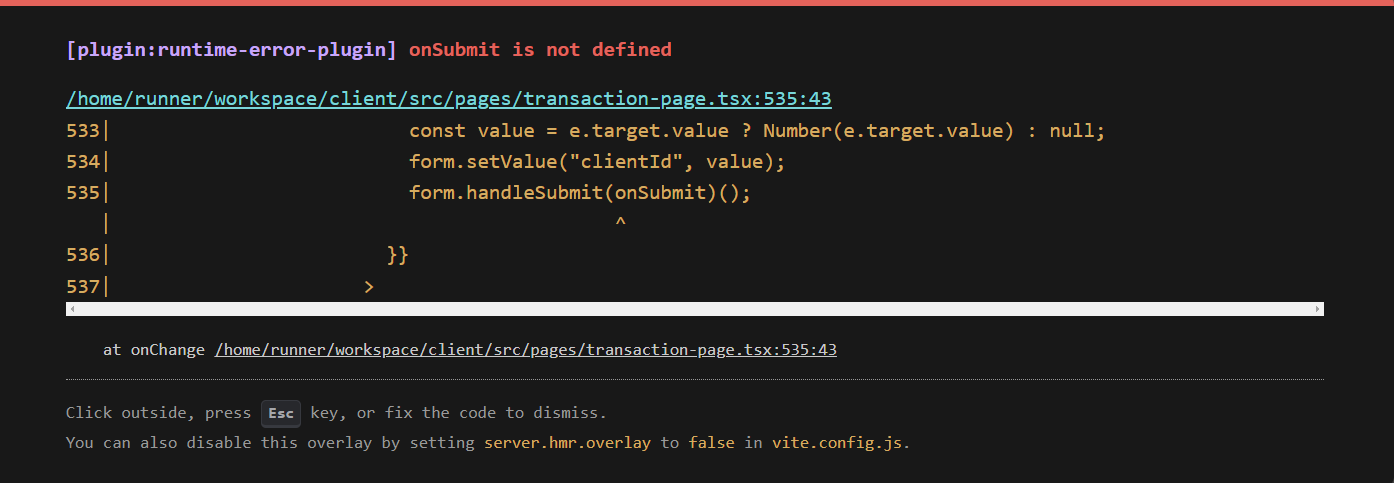 [plugin:runtime-error-plugin] onSubmit is not defined
/home/runner/workspace/client/src/pages/transaction-page.tsx:535:43
533|                          const value = e.target.value ? Number(e.target.value) : null;
534|                          form.setValue("clientId", value);
535|                          form.handleSubmit(onSubmit)();
   |                                            ^
536|                        }}
537|                      >
at onChange /home/runner/workspace/client/src/pages/transaction-page.tsx:535:43
Click outside, press Esc key, or fix the code to dismiss.
You can also disable this overlay by setting server.hmr.overlay to false in vite.config.js.